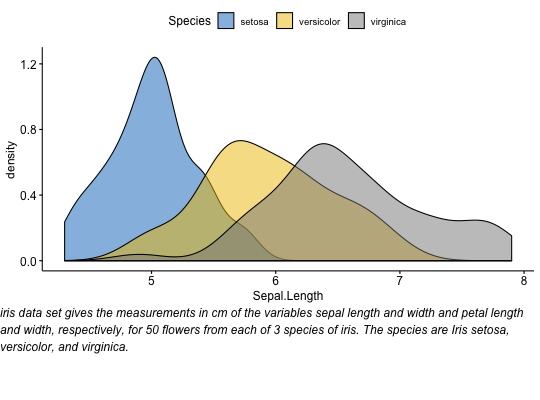 Species setosa versicolor virginica
1.2
0.8
0.4
0.0
density
5 6 7 8
Sepal.Length
iris data set gives the measurements in cm of the variables sepal length and width and petal length
and width, respectively, for 50 flowers from each of 3 species of iris. The species are Iris setosa,
versicolor, and virginica.